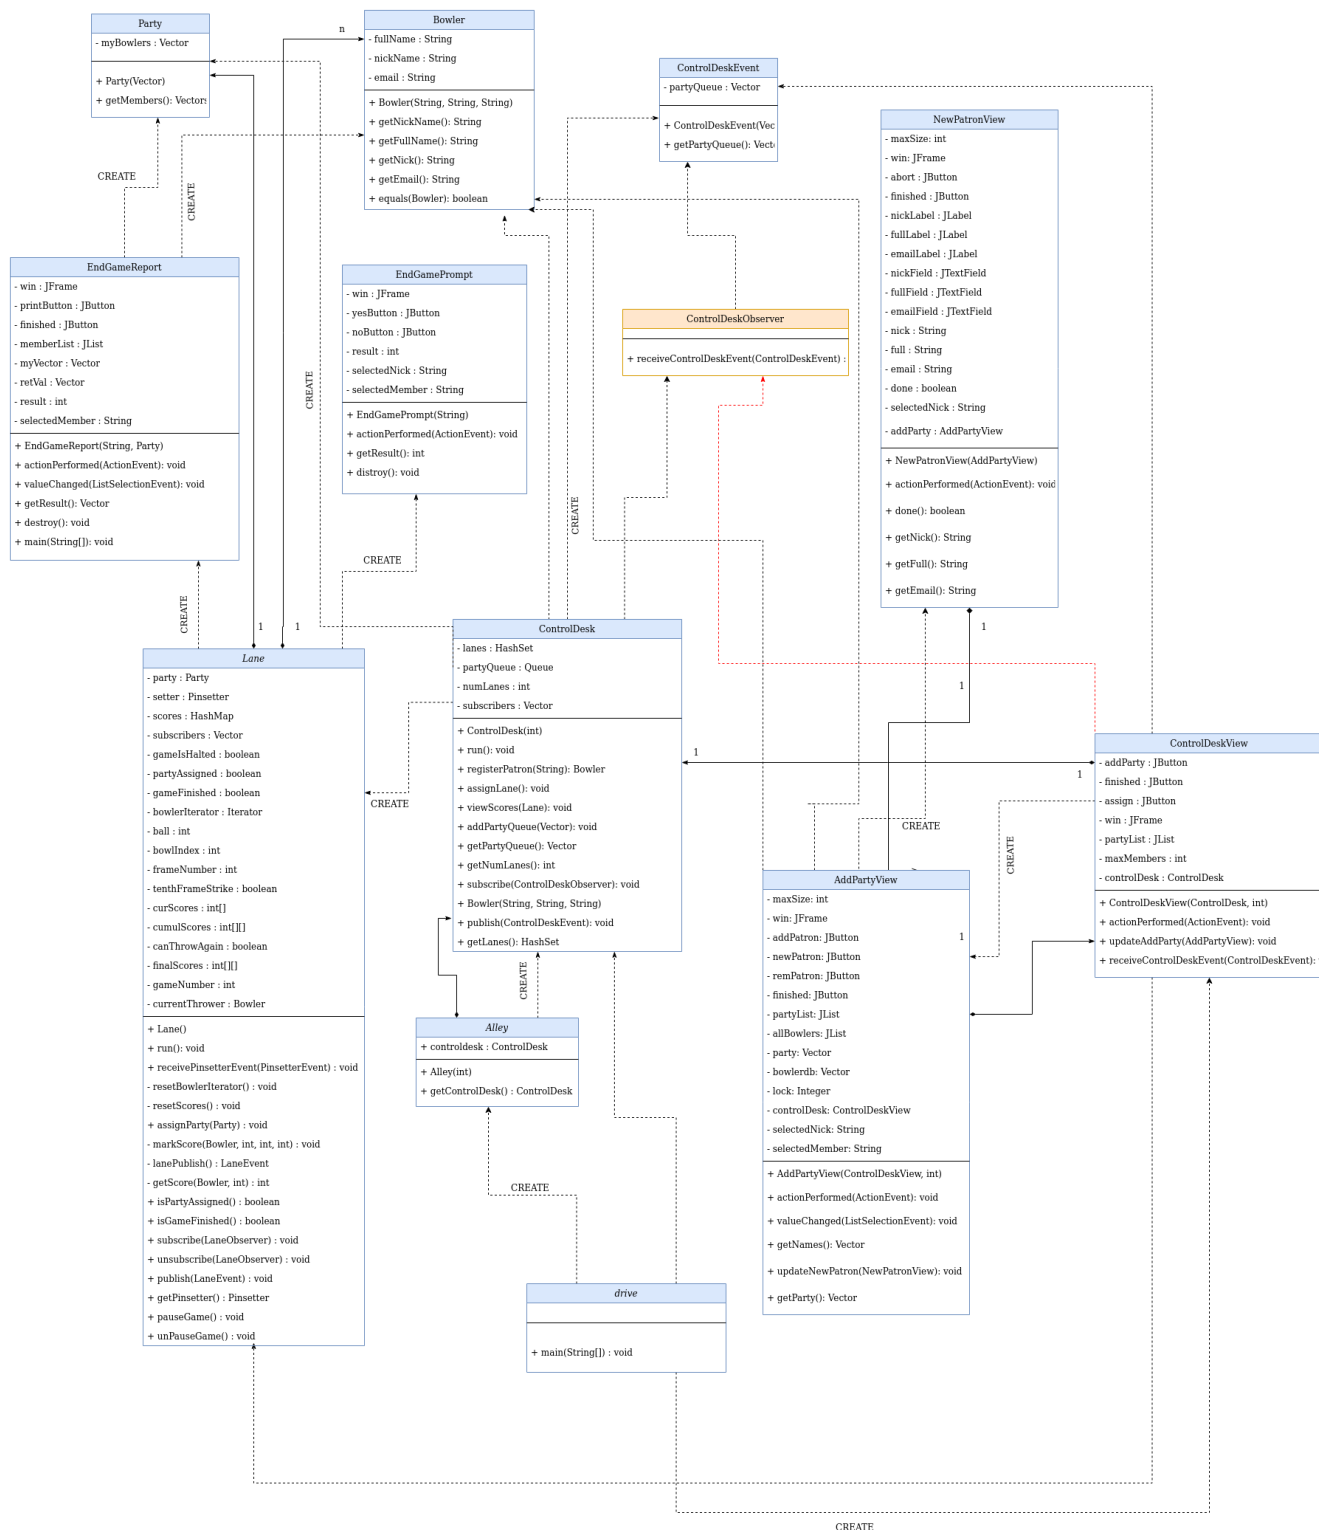 Party
- myBowlers : Vector
+ Party(Vector)
+ getMembers(): Vectors
n
Bowler
- fullName : String
- nickName : String
- email : String
+ Bowler(String, String, String)
+ getNickName(): String
+ getFullName(): String
+ getNick(): String
+ getEmail(): String
+ equals(Bowler): boolean
ControlDeskEvent
- partyQueue : Vector
+ ControlDeskEvent(Vec
+ getPartyQueue(): Vect
NewPatronView
- maxSize: int
- win: JFrame
- abort : JButton
- finished : JButton
- nickLabel : JLabel
- fullLabel : JLabel
- emailLabel : JLabel
- nickField : JTextField
- fullField : JTextField
- emailField : JTextField
- nick : String
- full : String
- email : String
- done : boolean
- selectedNick : String
- addParty : AddPartyView
+ NewPatronView(AddPartyView)
+ actionPerformed(ActionEvent): void
+ done(): boolean
+ getNick(): String
+ getFull(): String
+ getEmail(): String
CREATE
CREATE
EndGameReport
- win : JFrame
- printButton : JButton
- finished : JButton
- memberList : JList
- myVector : Vector
- retVal : Vector
- result : int
- selectedMember : String
+ EndGameReport(String, Party)
+ actionPerformed(ActionEvent): void
+ valueChanged(ListSelectionEvent): void
+ getResult(): Vector
+ destroy(): void
+ main(String[]): void
CREATE
EndGamePrompt
- win : JFrame
- yesButton : JButton
- noButton : JButton
- result : int
- selectedNick : String
- selectedMember : String
+ EndGamePrompt(String)
+ actionPerformed(ActionEvent): void
+ getResult(): int
+ distroy(): void
ControlDeskObserver
+ receiveControlDeskEvent(ControlDeskEvent) :
CREATE
CREATE
CREATE
1
1
1
1
Lane
- party : Party
- setter : Pinsetter
- scores : HashMap
- subscribers : Vector
- gameIsHalted : boolean
- partyAssigned : boolean
- gameFinished : boolean
- bowlerIterator : Iterator
- ball : int
- bowlIndex : int
- frameNumber : int
- tenthFrameStrike : boolean
- curScores : int[]
- cumulScores : int[][]
- canThrowAgain : boolean
- finalScores : int[][]
- gameNumber : int
- currentThrower : Bowler
+ Lane()
+ run(): void
+ receivePinsetterEvent(PinsetterEvent) : void
- resetBowlerIterator() : void
- resetScores() : void
+ assignParty(Party) : void
- markScore(Bowler, int, int, int) : void
- lanePublish() : LaneEvent
- getScore(Bowler, int) : int
+ isPartyAssigned() : boolean
+ isGameFinished() : boolean
+ subscribe(LaneObserver) : void
+ unsubscribe(LaneObserver) : void
+ publish(LaneEvent) : void
+ getPinsetter() : Pinsetter
+ pauseGame() : void
+ unPauseGame() : void
ControlDesk
- lanes : HashSet
- partyQueue : Queue
- numLanes : int
- subscribers : Vector
+ ControlDesk(int)
+ run(): void
+ registerPatron(String): Bowler
+ assignLane(): void
+ viewScores(Lane): void
+ addPartyQueue(Vector): void
+ getPartyQueue(): Vector
+ getNumLanes(): int
+ subscribe(ControlDeskObserver): void
+ Bowler(String, String, String)
+ publish(ControlDeskEvent): void
+ getLanes(): HashSet
CREATE
1
1
ControlDeskView
- addParty : JButton
- finished : JButton
- assign : JButton
- win : JFrame
- partyList : JList
- maxMembers : int
- controlDesk : ControlDesk
+ ControlDeskView(ControlDesk, int)
+ actionPerformed(ActionEvent): void
+ updateAddParty(AddPartyView): void
+ receiveControlDeskEvent(ControlDeskEvent):
CREATE
CREATE
AddPartyView
- maxSize: int
- win: JFrame
- addPatron: JButton
- newPatron: JButton
- remPatron: JButton
- finished: JButton
- partyList: JList
- allBowlers: JList
- party: Vector
- bowlerdb: Vector
- lock: Integer
- controlDesk: ControlDeskView
- selectedNick: String
- selectedMember: String
+ AddPartyView(ControlDeskView, int)
+ actionPerformed(ActionEvent): void
+ valueChanged(ListSelectionEvent): void
+ getNames(): Vector
+ updateNewPatron(NewPatronView): void
+ getParty(): Vector
1
CREATE
Alley
+ controldesk : ControlDesk
+ Alley(int)
+ getControlDesk() : ControlDesk
CREATE
drive
+ main(String[]) : void
CREATE